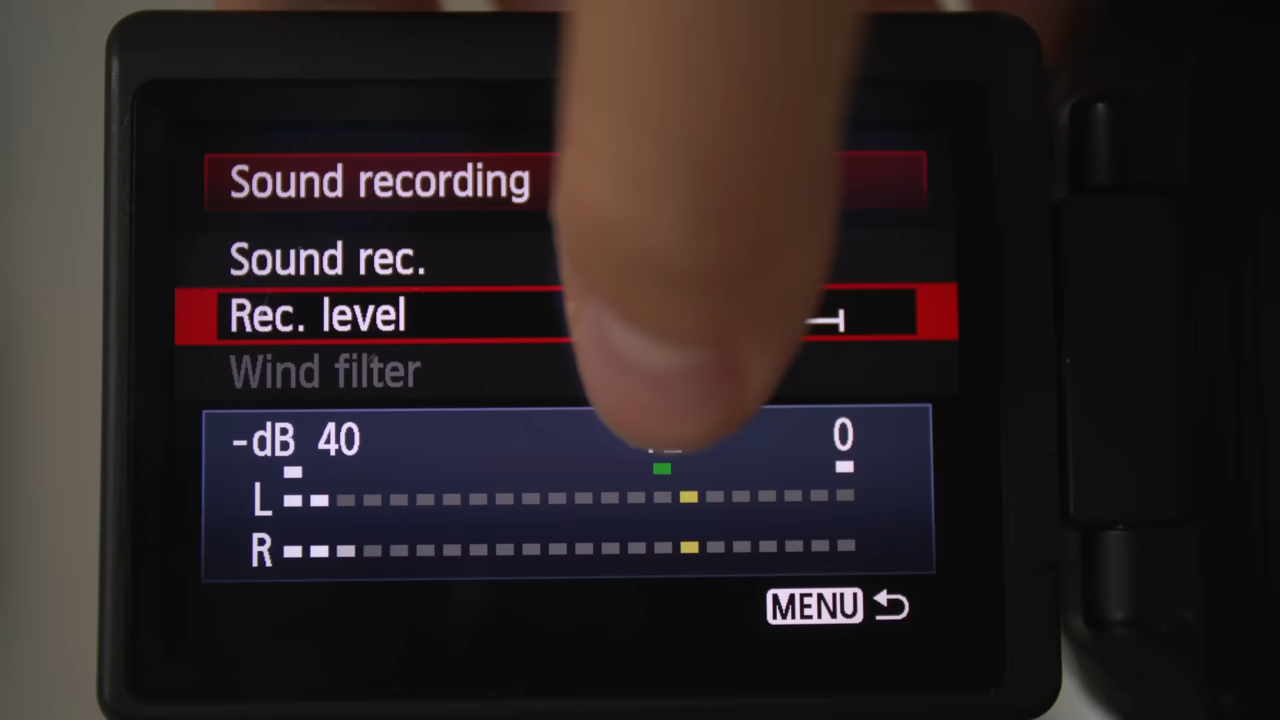 Sound recording
Sound rec.
Rec. level
Wind filter
-dB 40 0
L
R
MENU